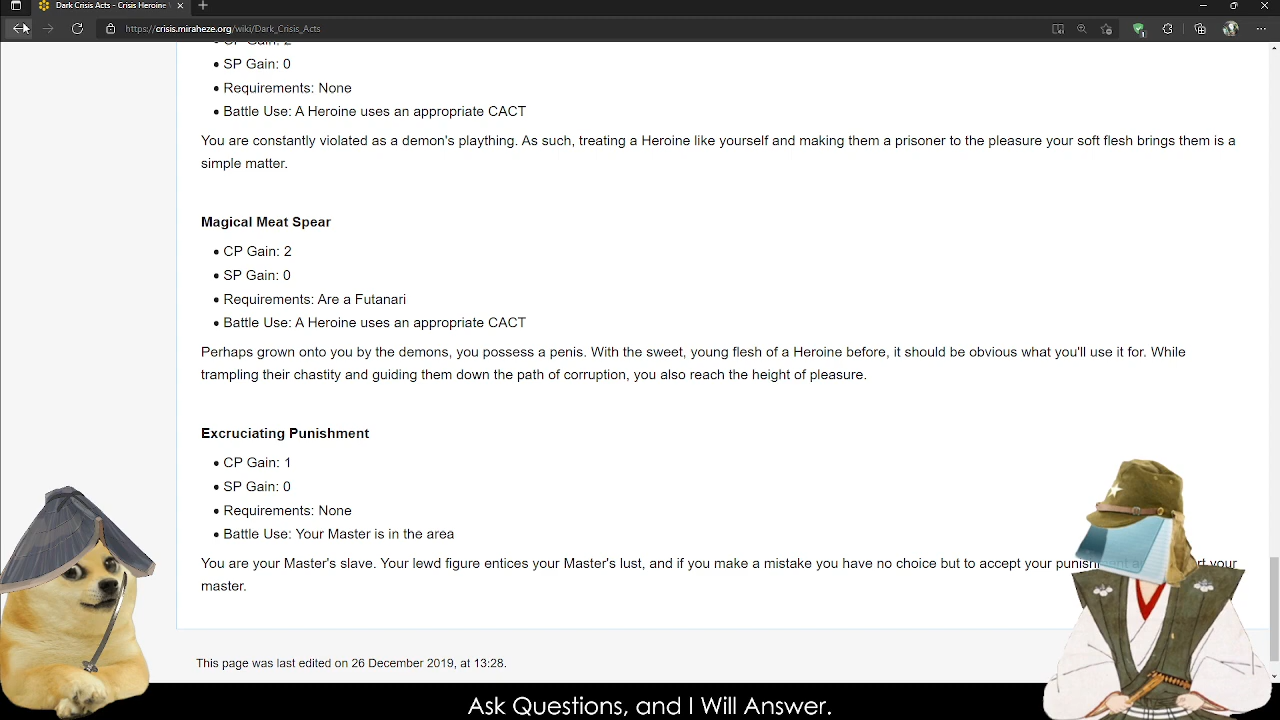 Dark Crisis Acts - Crisis Heroine
https://crisis.miraheze.org/wiki/Dark_Crisis_Acts
CP Gain: 2
SP Gain: 0
Requirements: None
Battle Use: A Heroine uses an appropriate CACT
You are constantly violated as a demon's plaything. As such, treating a Heroine like yourself and making them a prisoner to the pleasure your soft flesh brings them is a
simple matter.
Magical Meat Spear
CP Gain: 2
SP Gain: 0
Requirements: Are a Futanari
Battle Use: A Heroine uses an appropriate CACT
Perhaps grown onto you by the demons, you possess a penis. With the sweet, young flesh of a Heroine before, it should be obvious what you'll use it for. While
trampling their chastity and guiding them down the path of corruption, you also reach the height of pleasure.
Excruciating Punishment
CP Gain: 1
SP Gain: 0
Requirements: None
Battle Use: Your Master is in the area
You are your Master's slave. Your lewd figure entices your Master's lust, and if you make a mistake you have no choice but to accept your your
master.
This page was last edited on 26 December 2019, at 13:28.
Ask Questions, and I Will Answer.